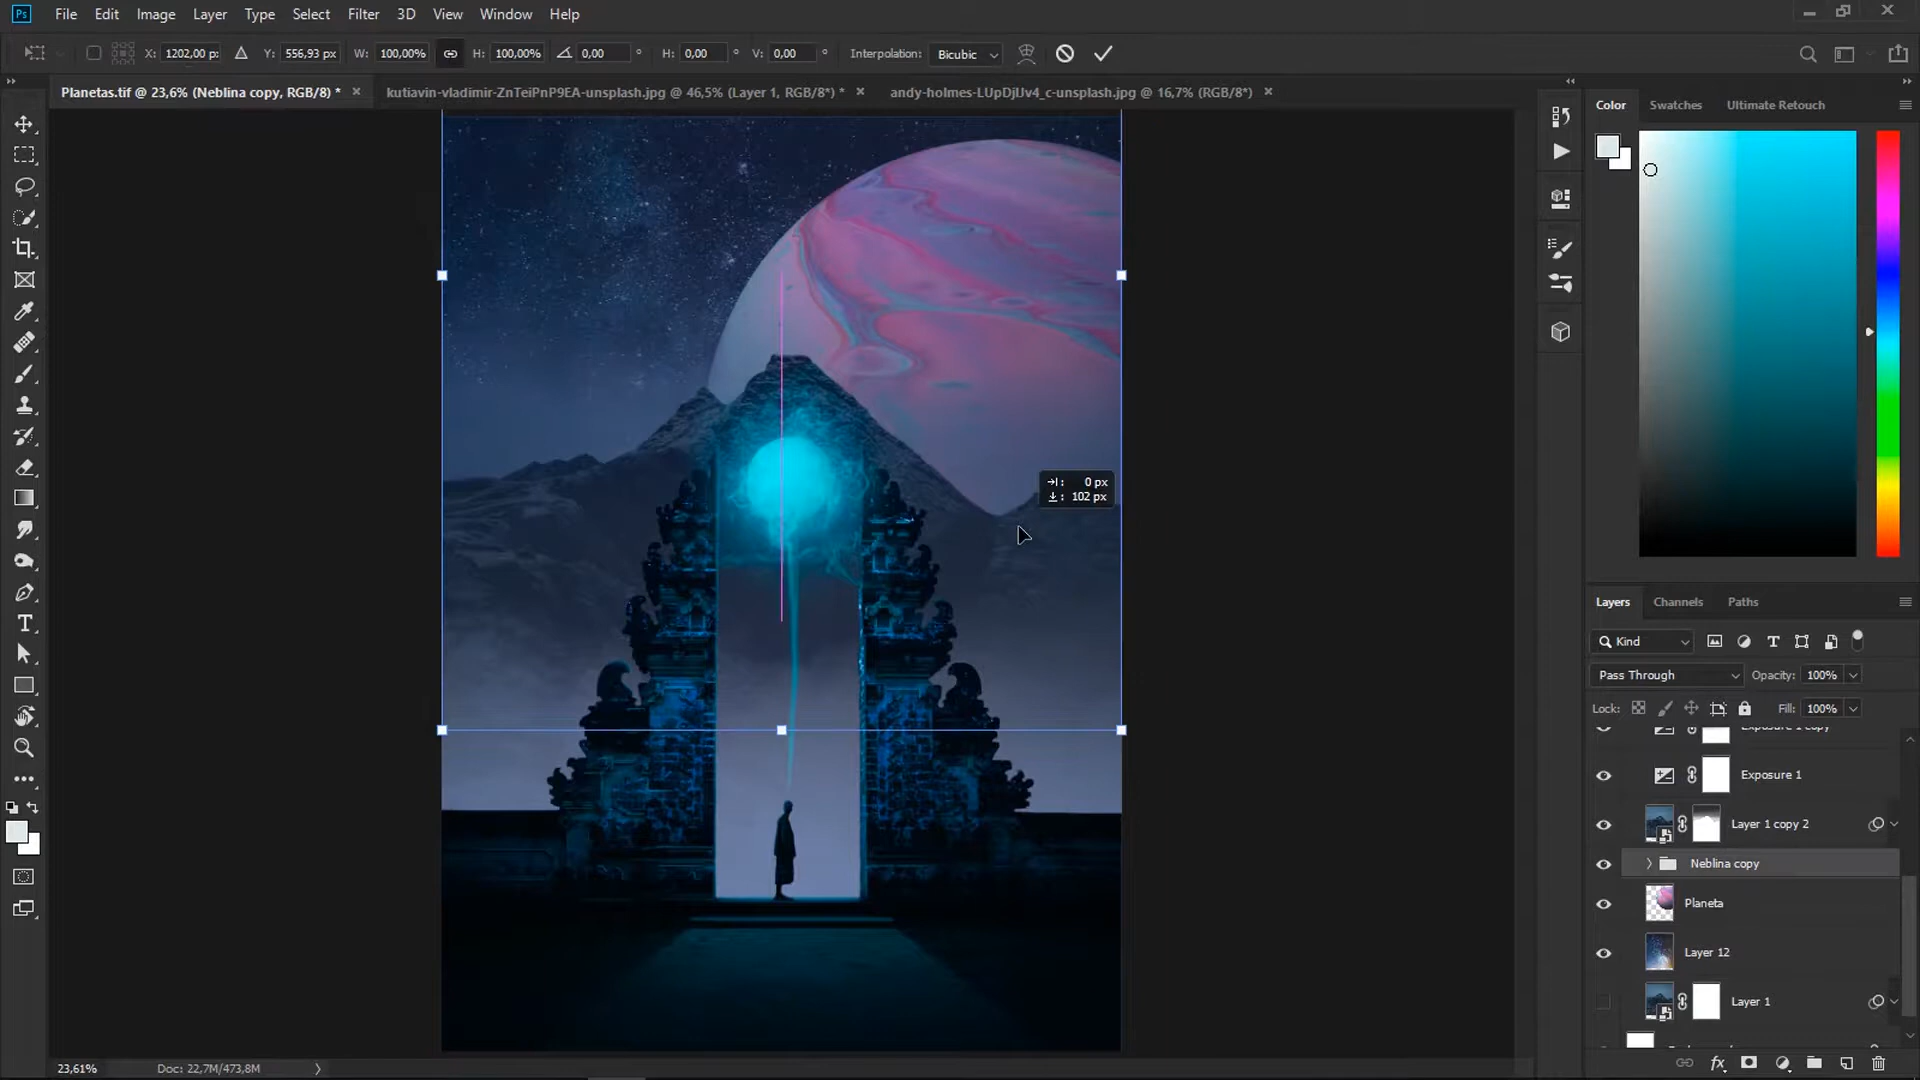 Ps File Edit Image Layer Type Select Filter 3D View Window Help
X: 1202,00 p: Y: 556,93 px W: 100,00% H: 100,00% 0,00 ° H: 0,00 ° V: 0,00 ° Interpolation: Bicubic
Planetas.tif @ 23,6% (Neblina copy, RGB/8) * kutiavin-vladimir-ZnTeiPnP9EA-unsplash.jpg @ 46,5% (Layer 1, RGB/8*) * andy-holmes-LUpDjUv4_c-unsplash.jpg @ 16,7% (RGB/8*)
Color Swatches Ultimate Retouch
0 px
102 px
Layers Channels Paths
Kind
Pass Through Opacity: 100%
Lock: Fill: 100%
Exposure 1 copy
Exposure 1
Layer 1 copy 2
Neblina copy
Planeta
Layer 12
Layer 1
23,61% Doc: 22,7M/473,8M